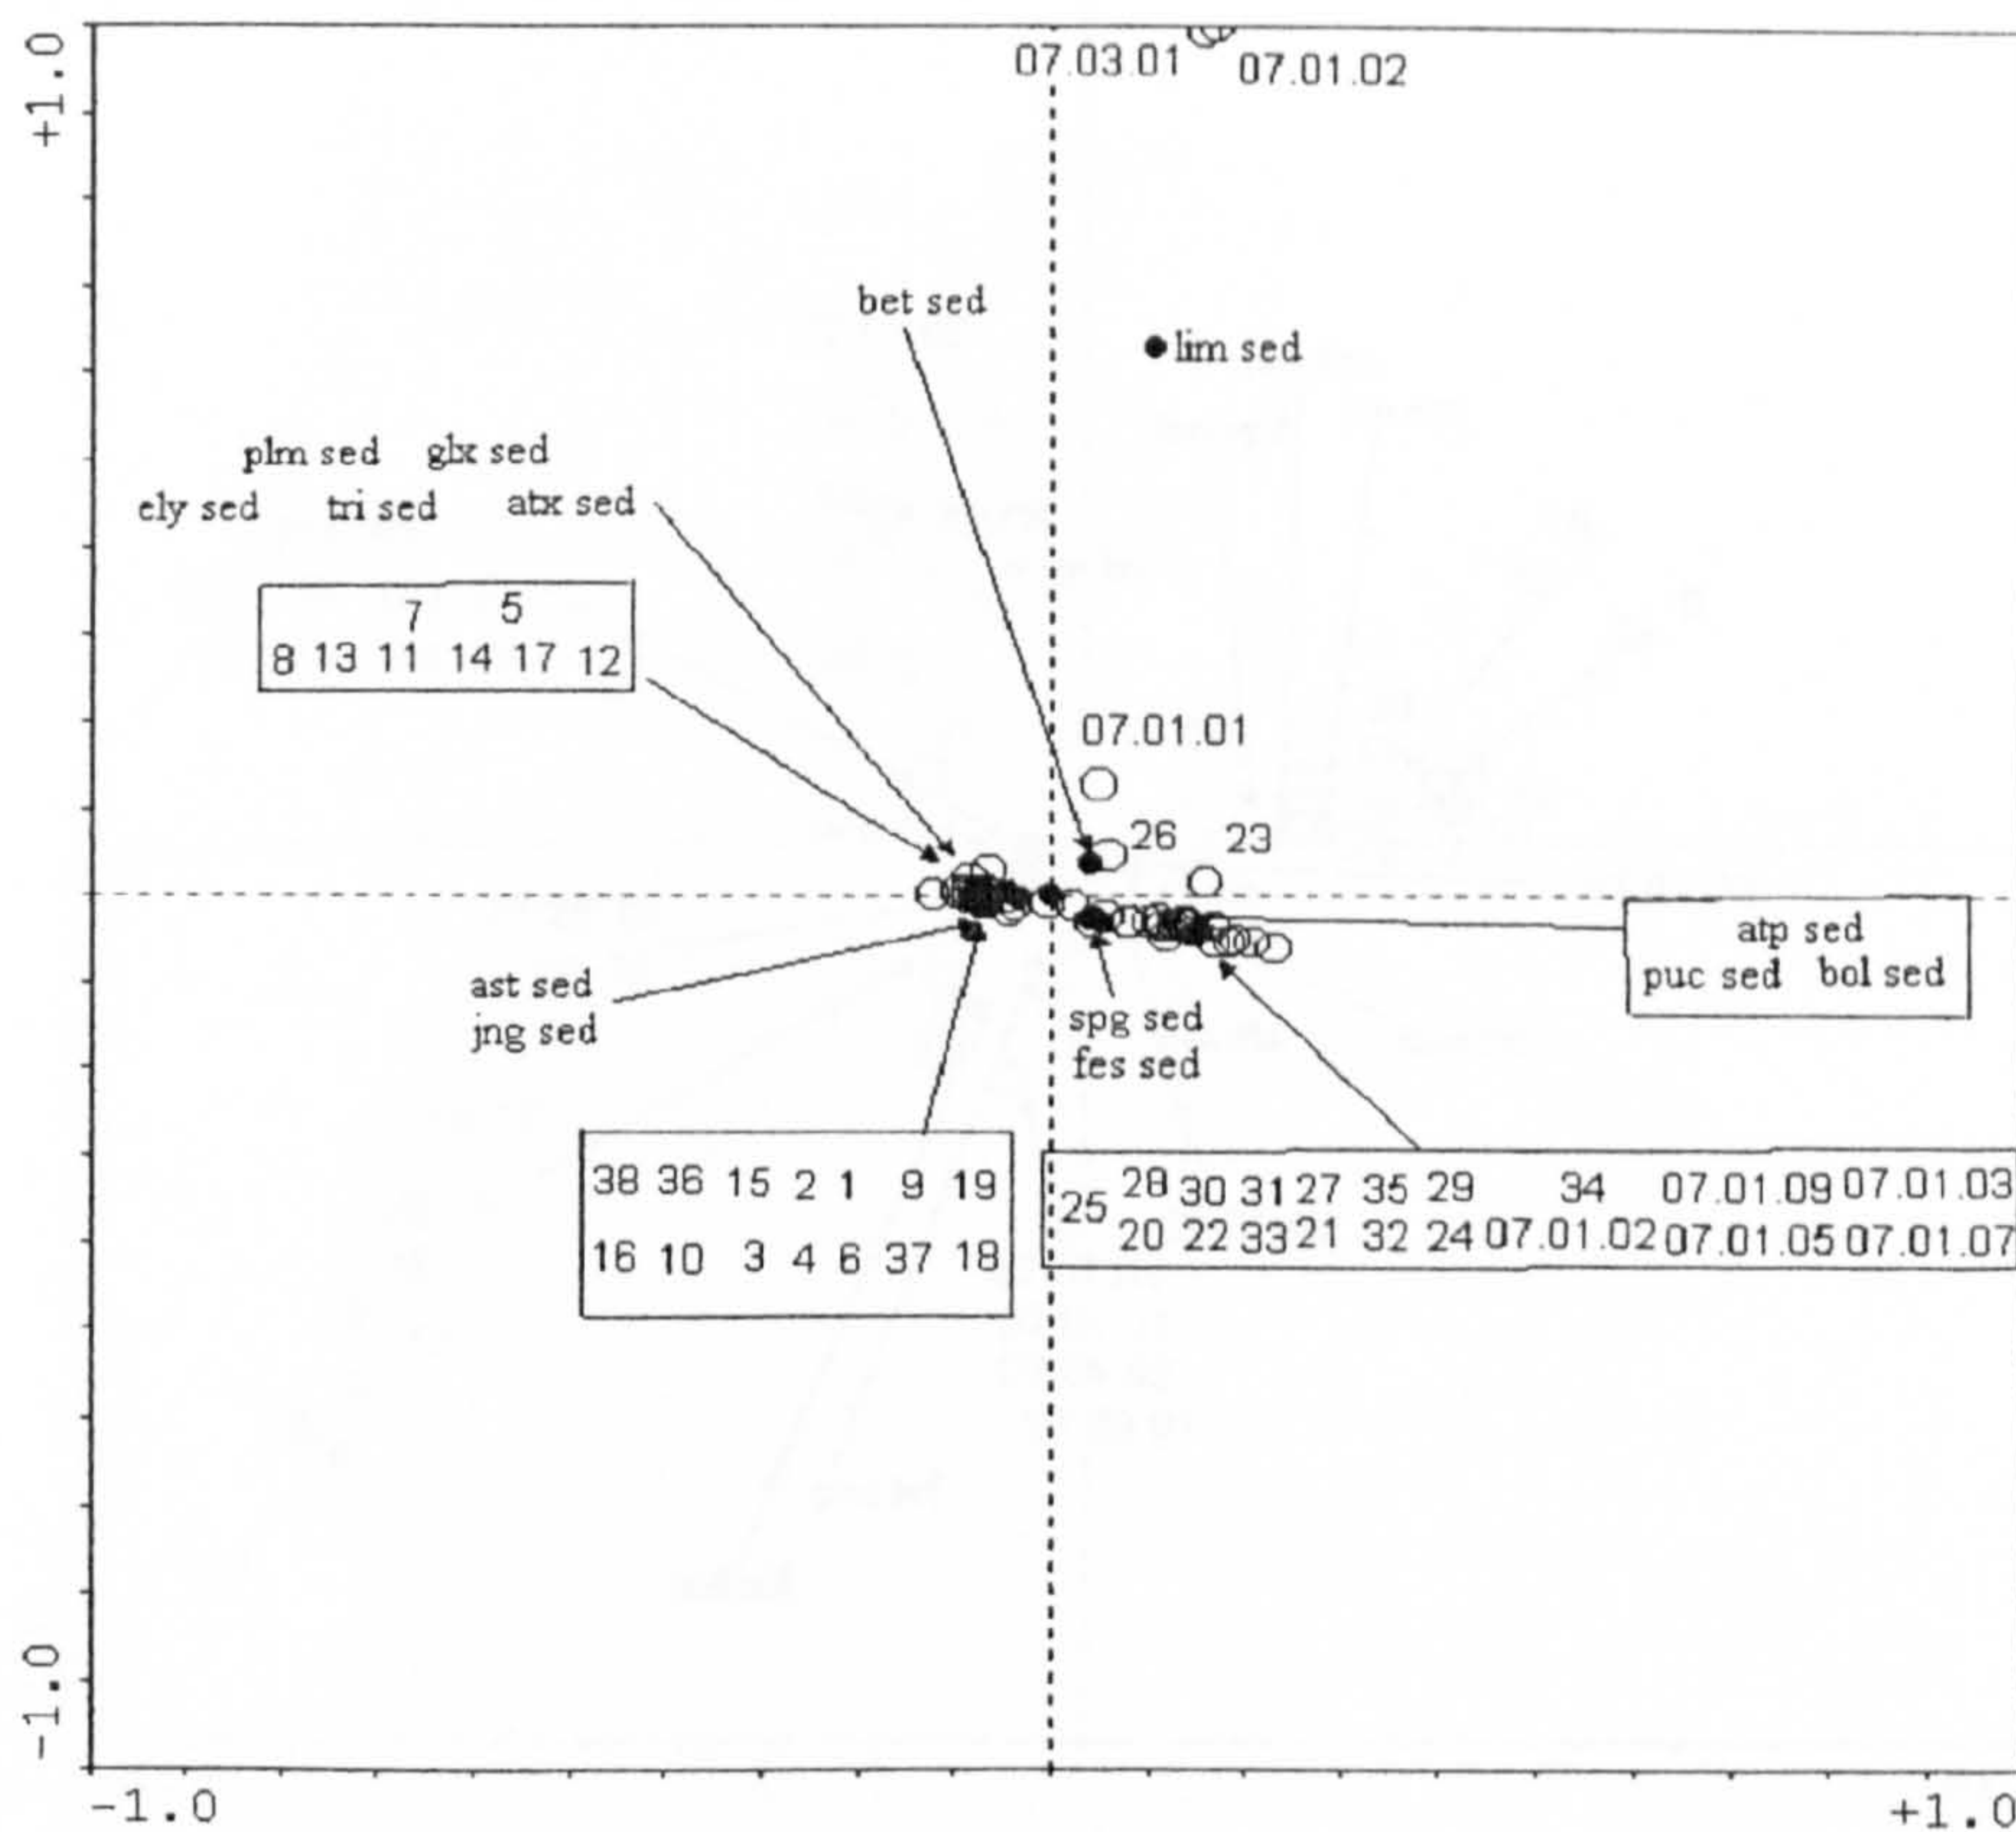 +1.0
07.03.01 07.01.02
bet sed
lim sed
plm sed glx sed
ely sed tri sed atx sed
7 5
8 13 11 14 17 12
07.01.01
26 23
atp sed
puc sed bol sed
ast sed
jng sed
spg sed
fes sed
38 36 15 2 1 9 19
16 10 3 4 6 37 18
25 28 30 31 27 35 29 34 07.01.09 07.01.03
20 22 33 21 32 24 07.01.02 07.01.05 07.01.07
-1.0
-1.0 +1.0